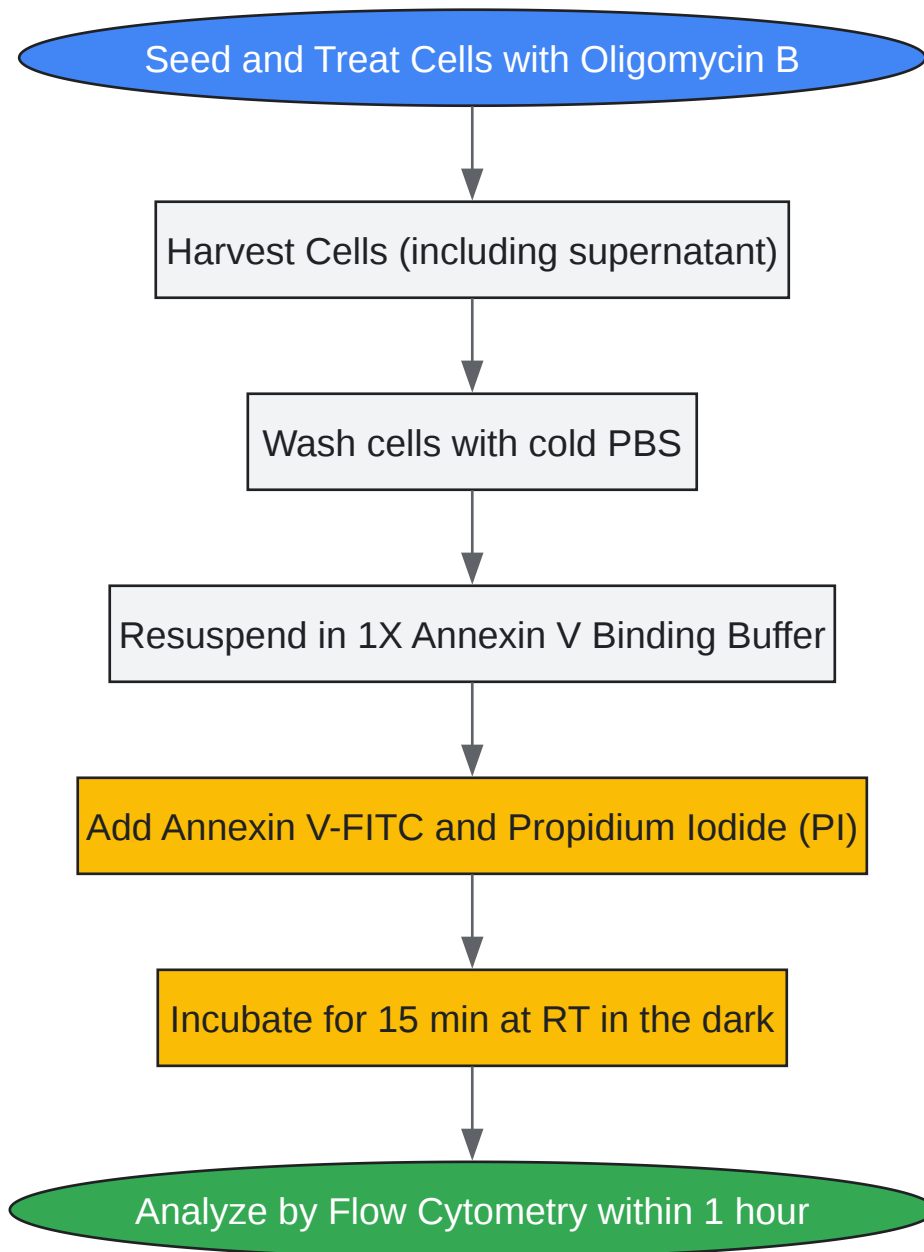 Seed and Treat Cells with Oligomycin B
Harvest Cells (including supernatant)
Wash cells with cold PBS
Resuspend in 1X Annexin V Binding Buffer
Add Annexin V-FITC and Propidium Iodide (PI)
Incubate for 15 min at RT in the dark
Analyze by Flow Cytometry within 1 hour